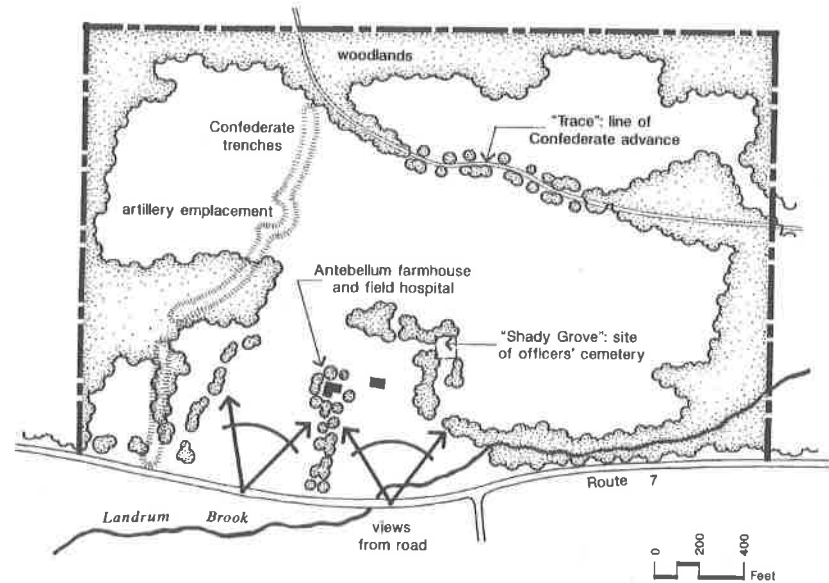 woodlands
"Trace": line of
Confederate advance
Confederate
trenches
artillery emplacement
Antebellum farmhouse
and field hospital
"Shady Grove": site
of officers' cemetery
Route 7
Landrum Brook
views
from road
0 200 400
Feet